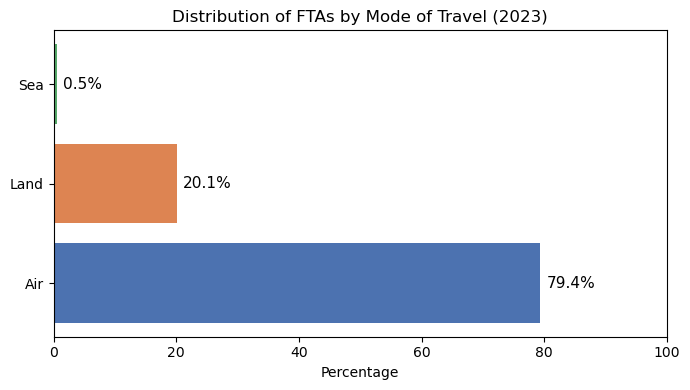 Distribution of FTAs by Mode of Travel (2023)
Sea
0.5%
Land
20.1%
Air
79.4%
0 20 40 60 80 100
Percentage